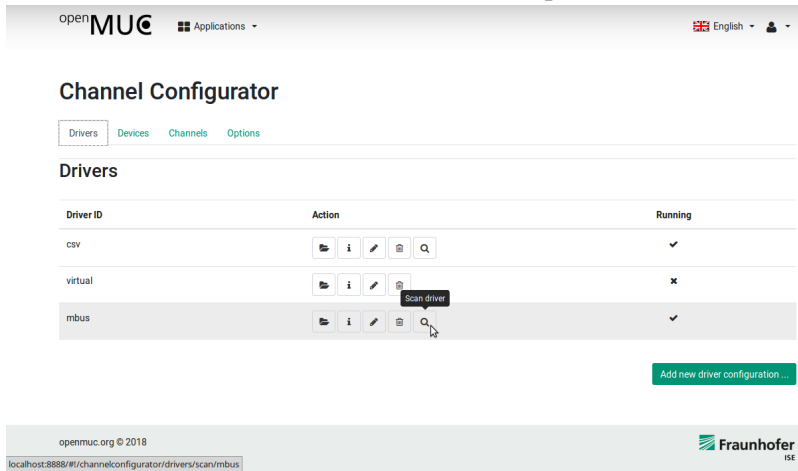 openMUC Applications English
Channel Configurator
Drivers Devices Channels Options
Drivers
Driver ID Action Running
csv
virtual
Scan driver
mbus
Add new driver configuration ...
openmuc.org © 2018 Fraunhofer
ISE
localhost:8888/#!/channelconfigurator/drivers/scan/mbus